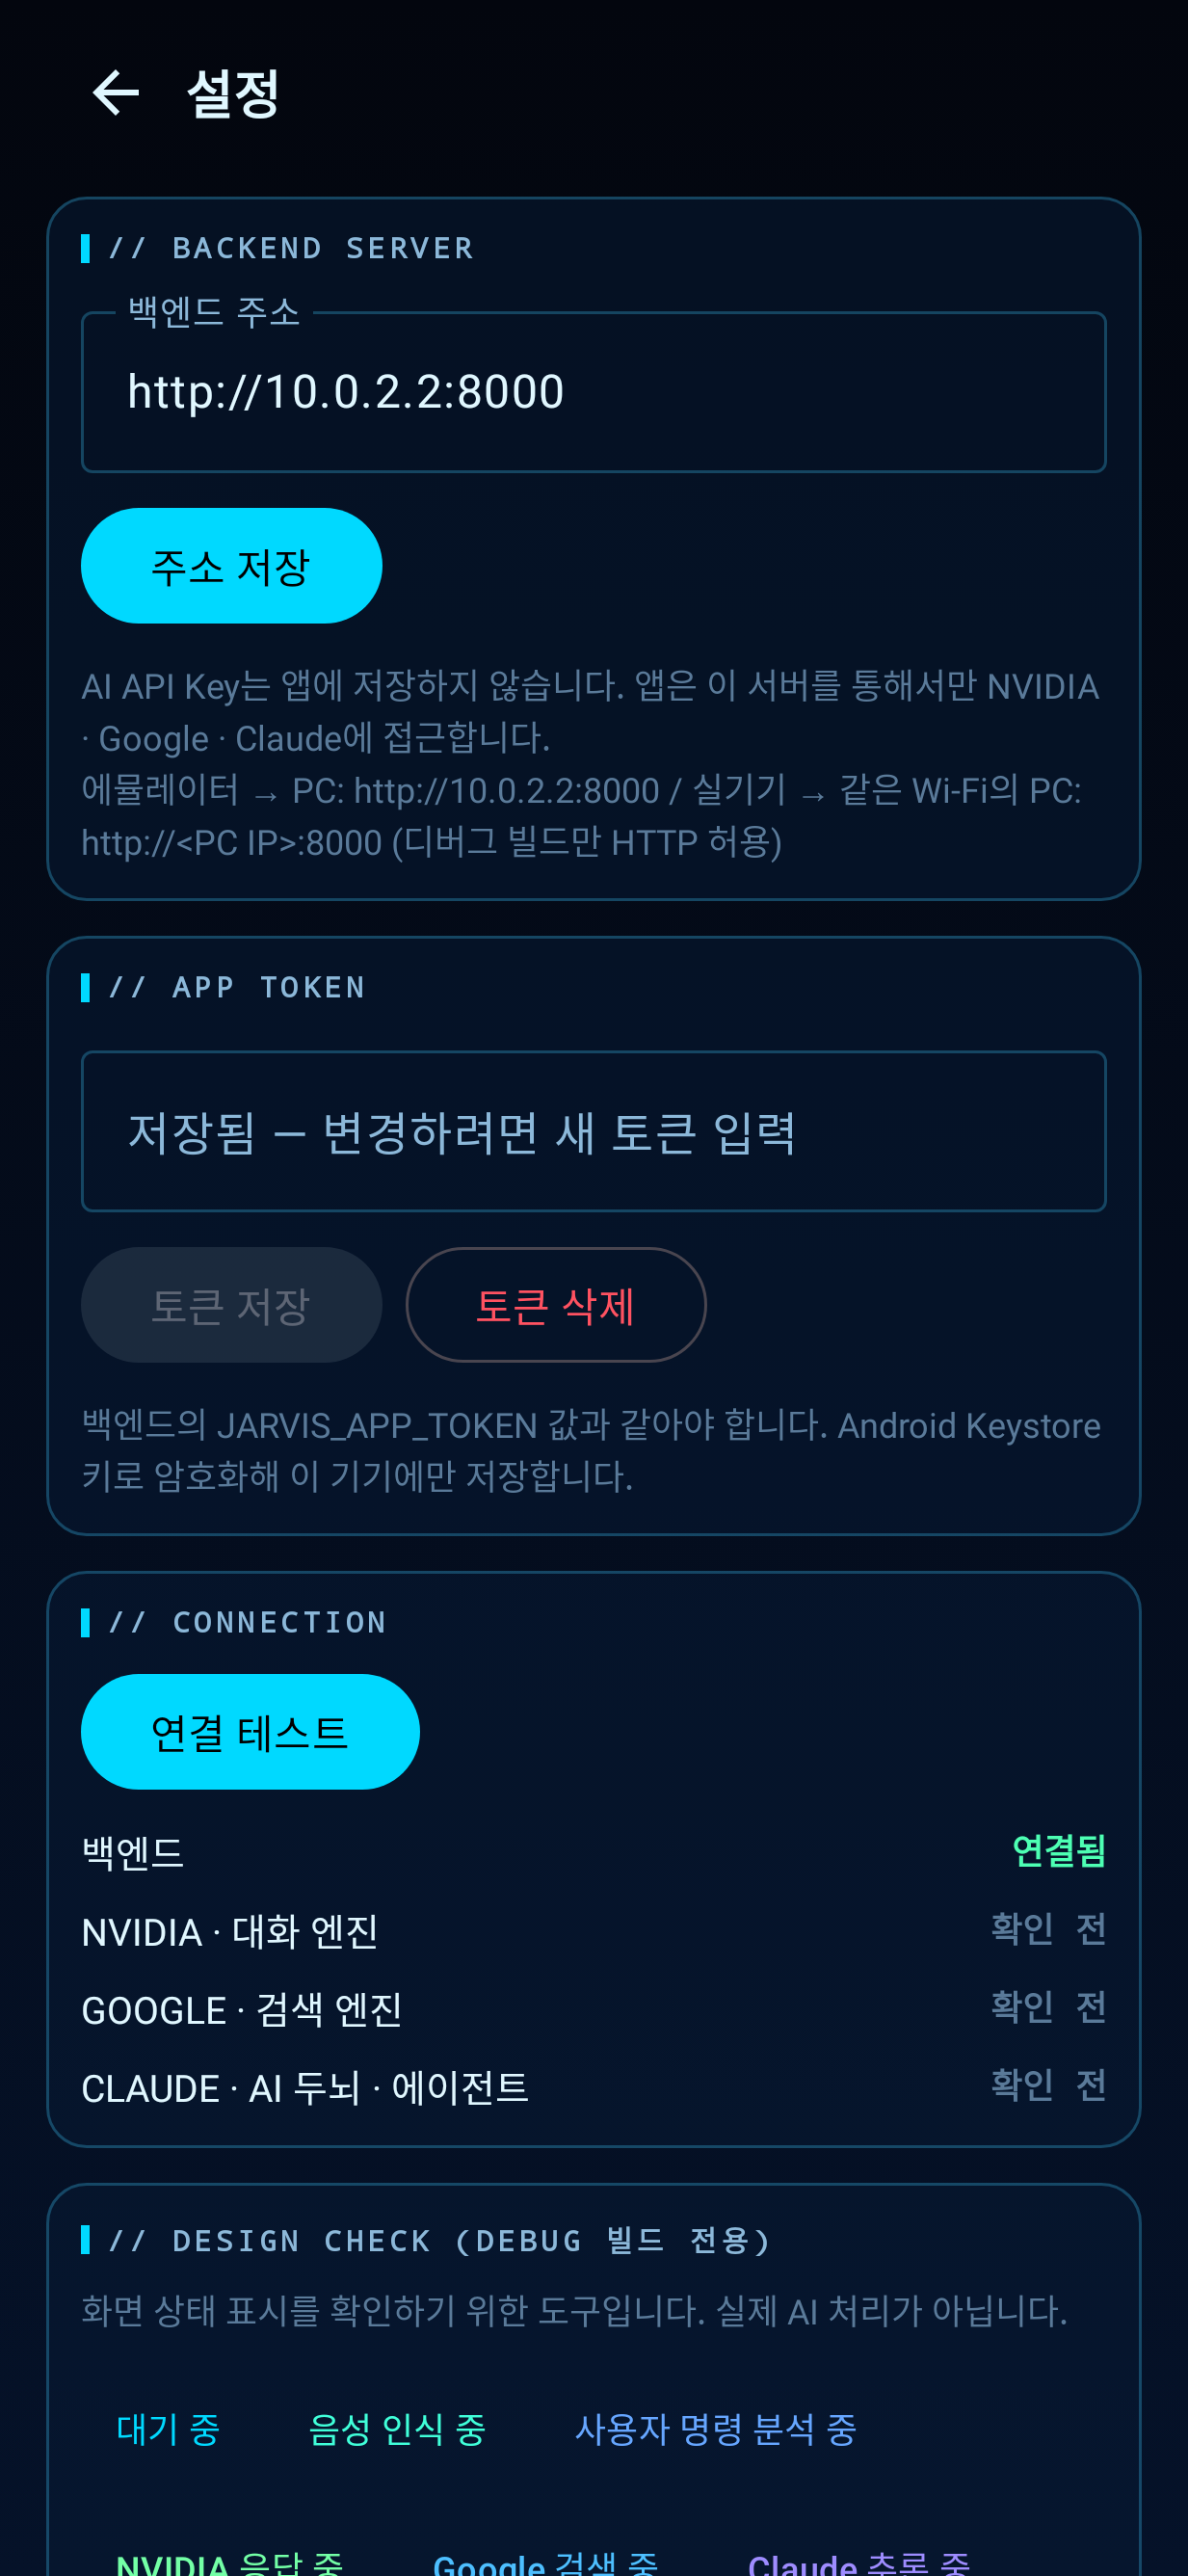 설정
// BACKEND SERVER
백엔드 주소
http://10.0.2.2:8000
주소 저장
AI API Key는 앱에 저장하지 않습니다. 앱은 이 서버를 통해서만 NVIDIA
· Google · Claude에 접근합니다.
에뮬레이터 → PC: http://10.0.2.2:8000 / 실기기 → 같은 Wi-Fi의 PC:
http://<PC IP>:8000 (디버그 빌드만 HTTP 허용)
// APP TOKEN
저장됨 — 변경하려면 새 토큰 입력
토큰 저장 토큰 삭제
백엔드의 JARVIS_APP_TOKEN 값과 같아야 합니다. Android Keystore
키로 암호화해 이 기기에만 저장합니다.
// CONNECTION
연결 테스트
백엔드 연결됨
NVIDIA · 대화 엔진 확인 전
GOOGLE · 검색 엔진 확인 전
CLAUDE · AI 두뇌 · 에이전트 확인 전
// DESIGN CHECK (DEBUG 빌드 전용)
화면 상태 표시를 확인하기 위한 도구입니다. 실제 AI 처리가 아닙니다.
대기 중 음성 인식 중 사용자 명령 분석 중
NVIDIA 응답 중 Google 검색 중 Claude 추론 중